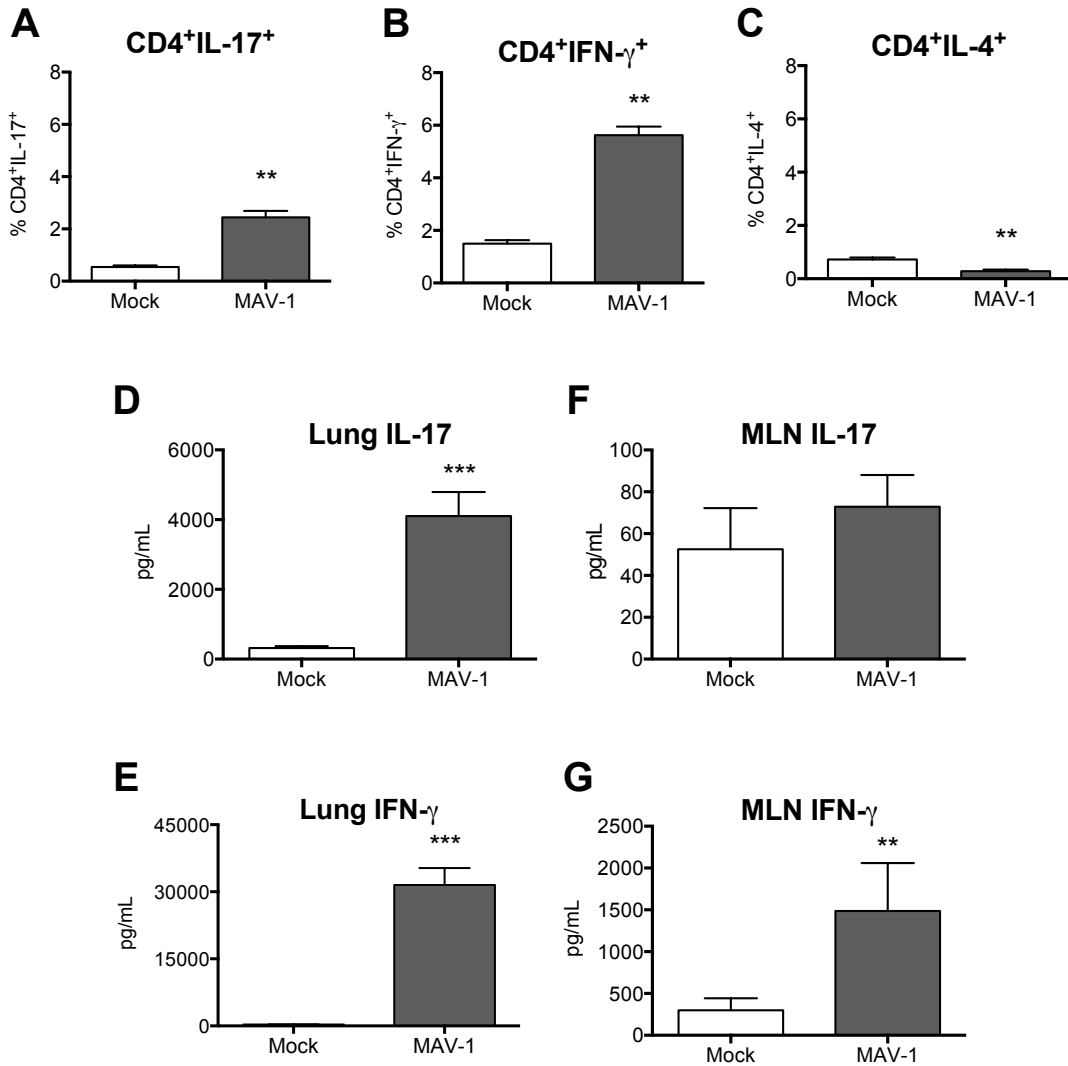 A
CD4⁺IL-17⁺
% CD4⁺IL-17⁺
8
6
4
2
0
**
Mock
MAV-1
B
CD4⁺IFN-γ⁺
% CD4⁺IFN-γ⁺
8
6
4
2
0
**
Mock
MAV-1
C
CD4⁺IL-4⁺
% CD4⁺IL-4⁺
8
6
4
2
0
**
Mock
MAV-1
D
Lung IL-17
pg/mL
6000
4000
2000
0
***
Mock
MAV-1
F
MLN IL-17
pg/mL
100
80
60
40
20
0
Mock
MAV-1
E
Lung IFN-γ
pg/mL
45000
30000
15000
0
***
Mock
MAV-1
G
MLN IFN-γ
pg/mL
2500
2000
1500
1000
500
0
**
Mock
MAV-1